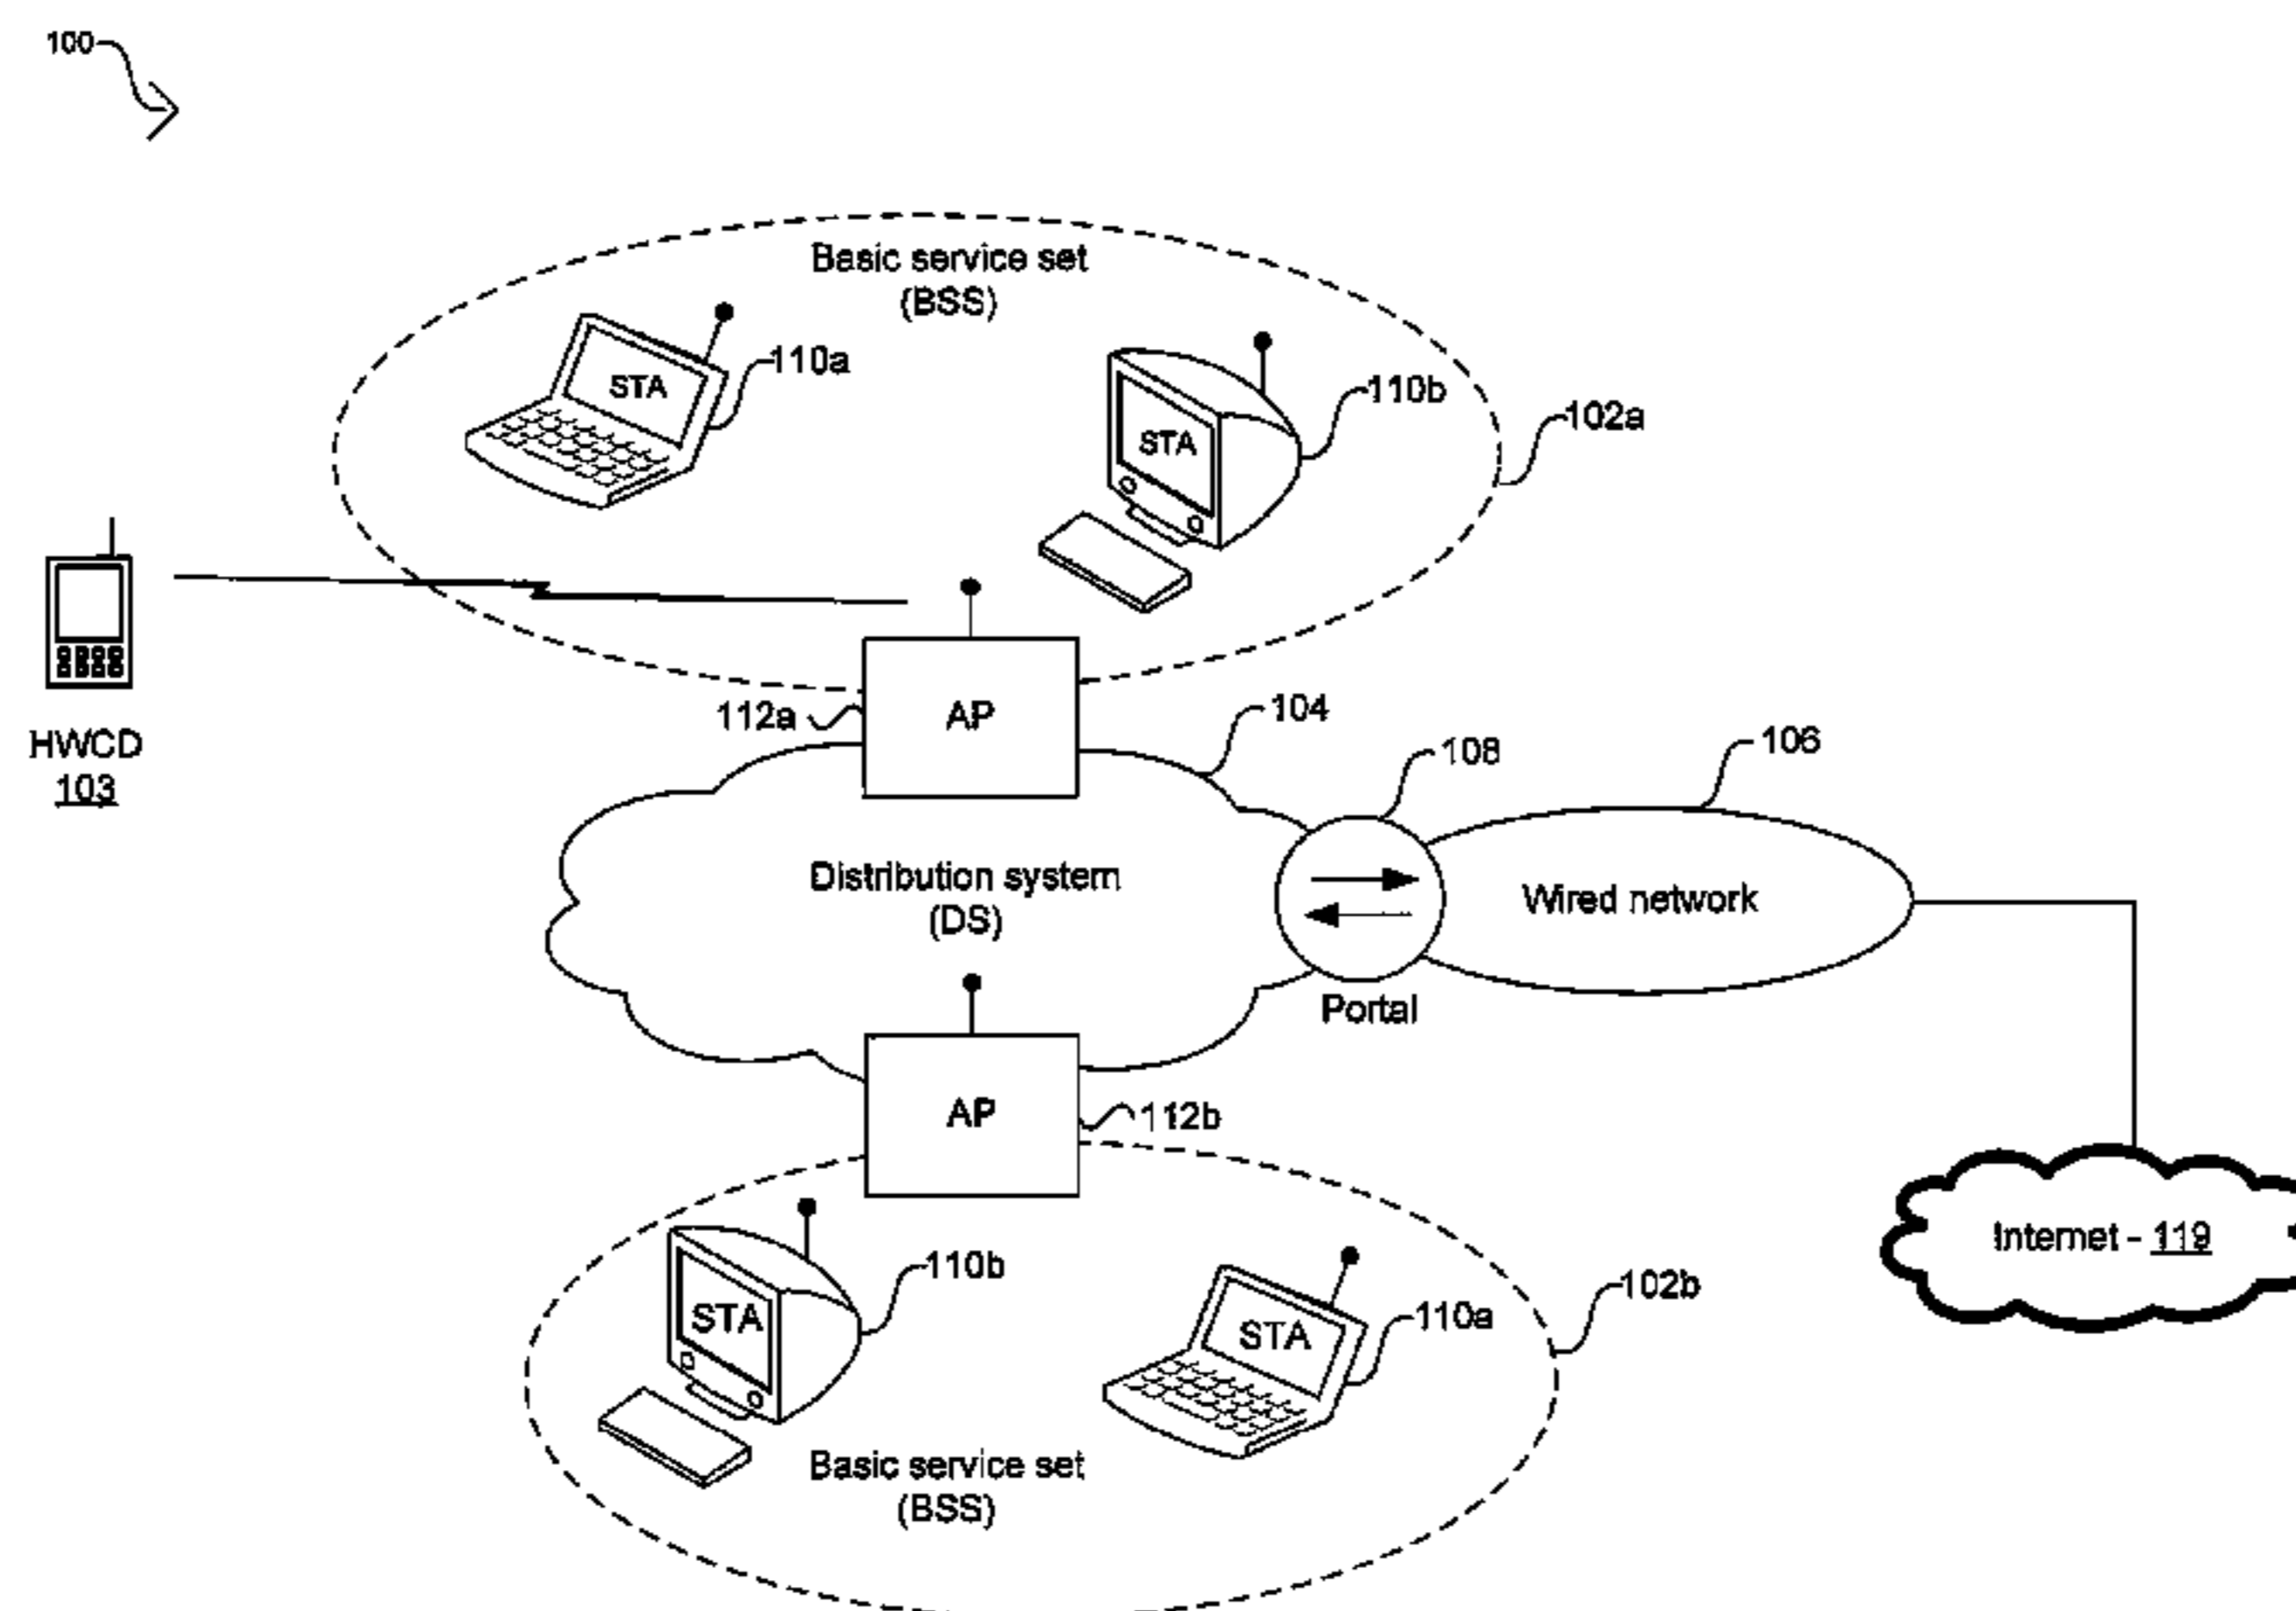 100
Basic service set
(BSS)
110a
STA
110b
STA
102a
HWCD
103
112a
AP
104
108
106
Distribution system
(DS)
Wired network
Portal
AP
112b
Internet - 119
110b
STA
110a
STA
102b
Basic service set
(BSS)